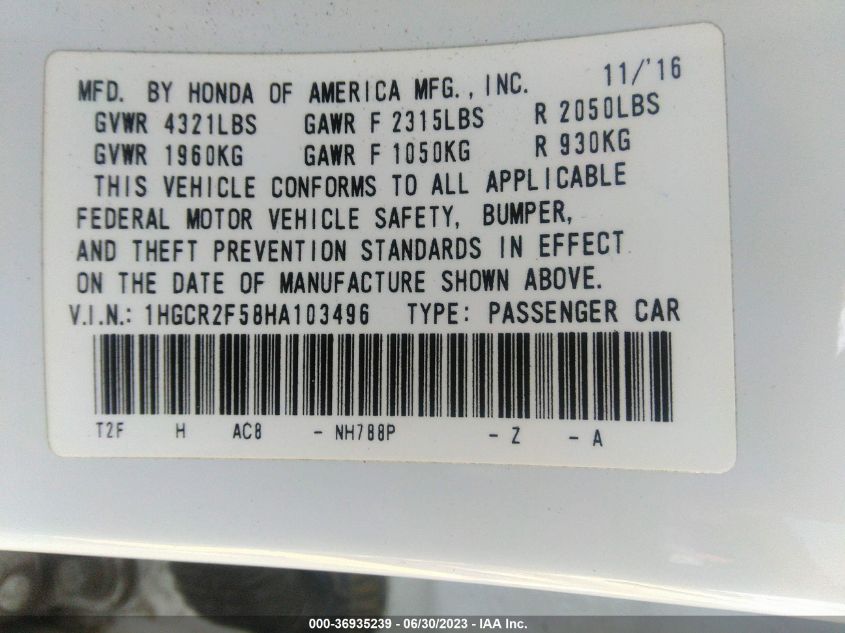 MFD. BY HONDA OF AMERICA MFG., INC. 11/'16
GVWR 4321LBS GAWR F 2315LBS R 2050LBS
GVWR 1960KG GAWR F 1050KG R 930KG
THIS VEHICLE CONFORMS TO ALL APPLICABLE
FEDERAL MOTOR VEHICLE SAFETY, BUMPER,
AND THEFT PREVENTION STANDARDS IN EFFECT
ON THE DATE OF MANUFACTURE SHOWN ABOVE.
V.I.N.: 1HGCR2F58HA103496 TYPE: PASSENGER CAR
T2F H AC8 - NH788P - Z - A
000-36935239 - 06/30/2023 - IAA Inc.